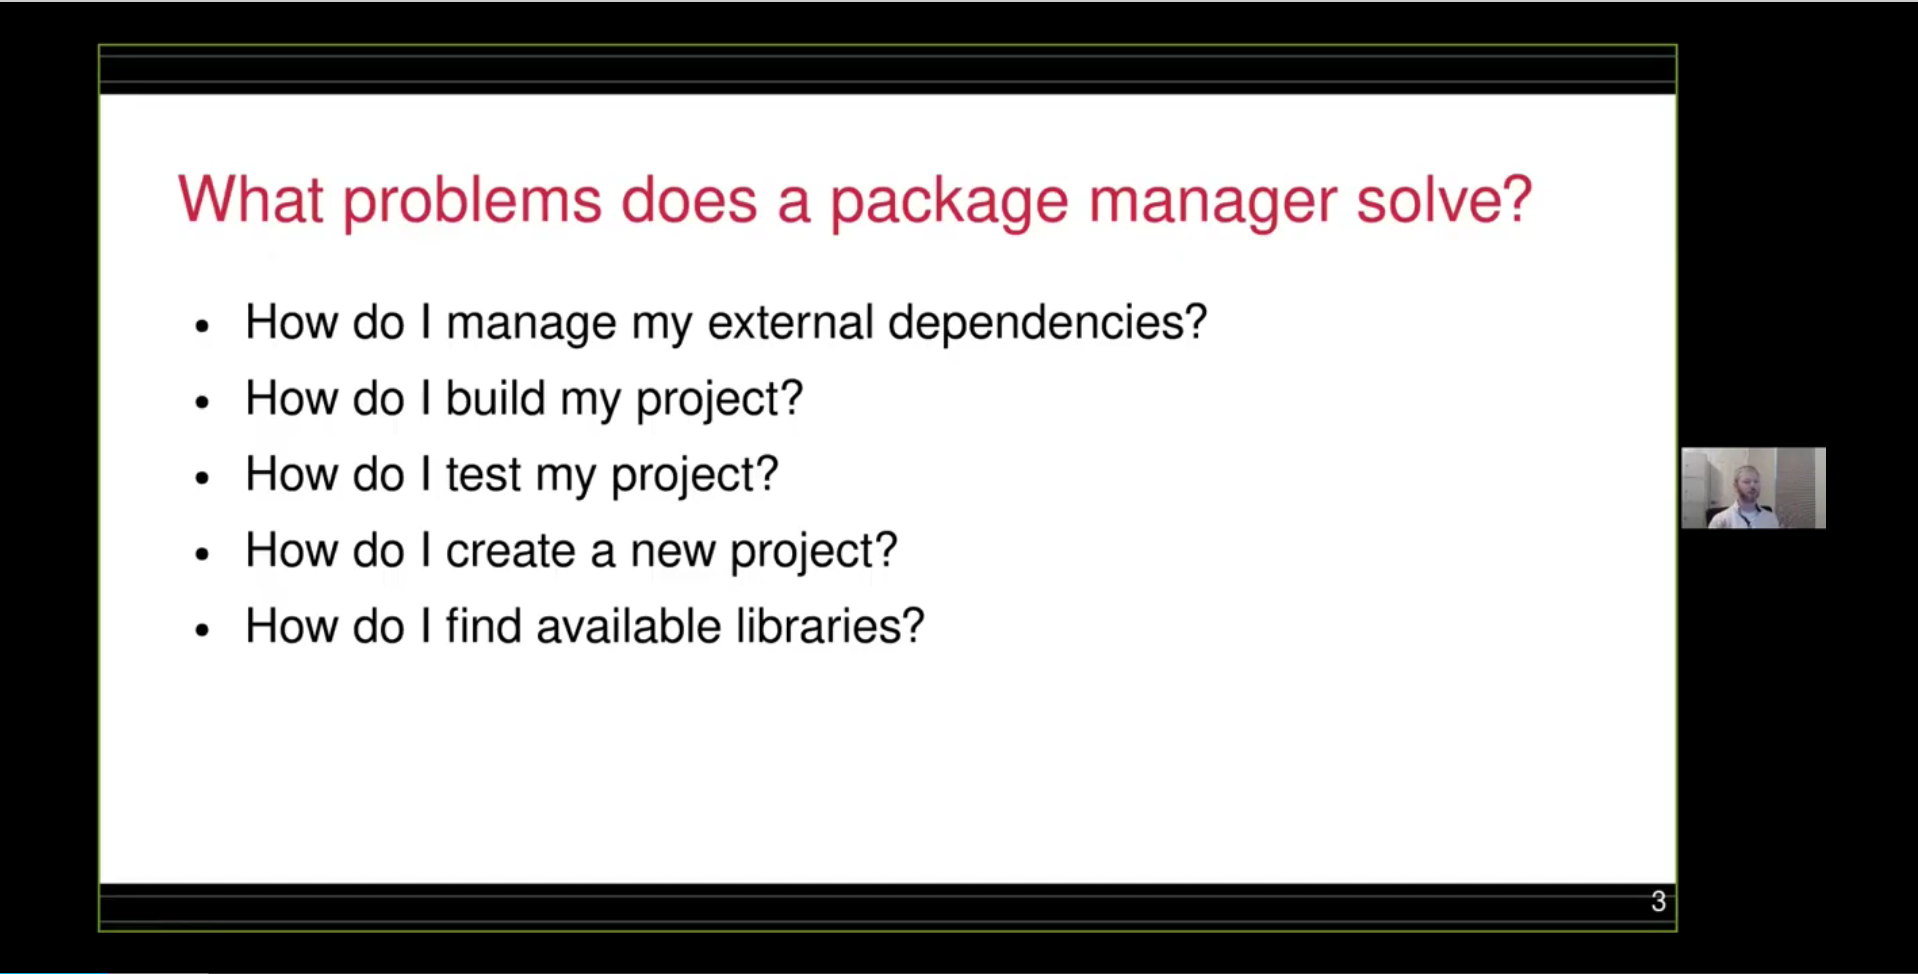 What problems does a package manager solve?
• How do I manage my external dependencies?
• How do I build my project?
• How do I test my project?
• How do I create a new project?
• How do I find available libraries?
3